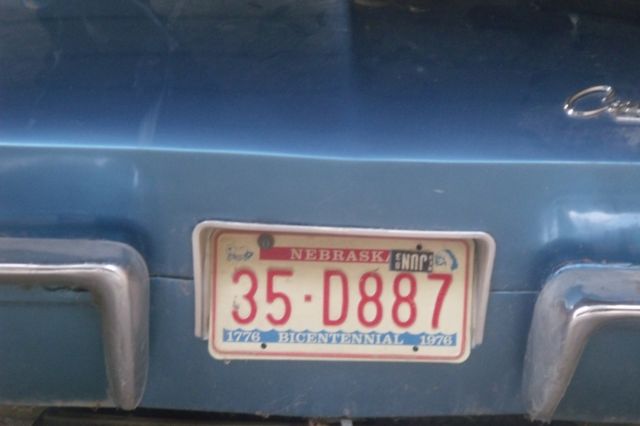 NEBRASKA
JUN
35·D887
1776 BICENTENNIAL 1976